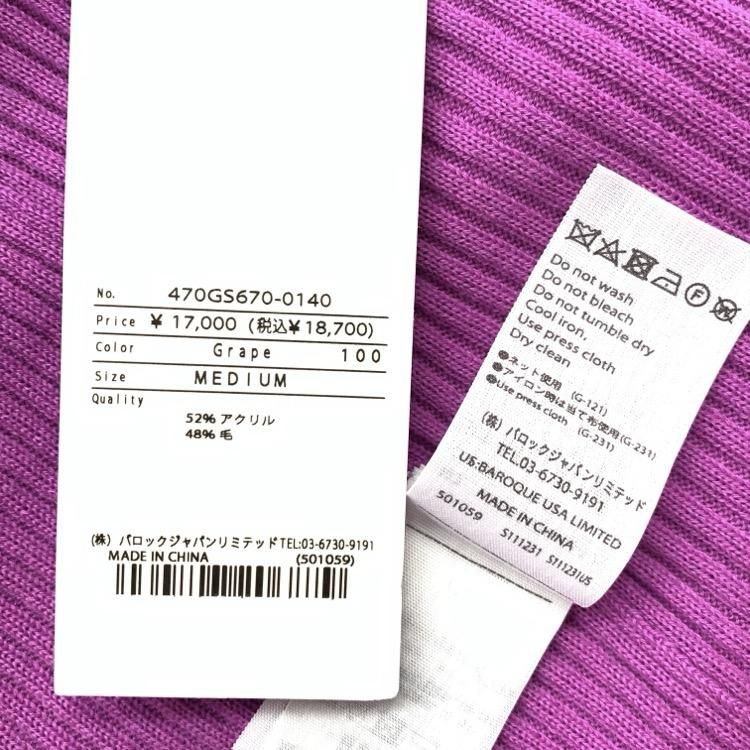 No. 470GS670-0140
Price ¥ 17,000 (税込¥18,700)
Color Grape 100
Size MEDIUM
Quality
52% アクリル
48% 毛
(株) バロックジャパンリミテッドTEL:03-6730-9191
MADE IN CHINA (501059)
Do not wash
Do not bleach
Do not tumble dry
Cool iron,
Use press cloth
Dry clean
●ネット使用 (G-121)
●アイロン時は当て布使用(G-231)
●Use press cloth (G-231)
(株) バロックジャパンリミテッド
TEL.03-6730-9191
US:BAROQUE USA LIMITED
MADE IN CHINA
501059 S111231 S111231US